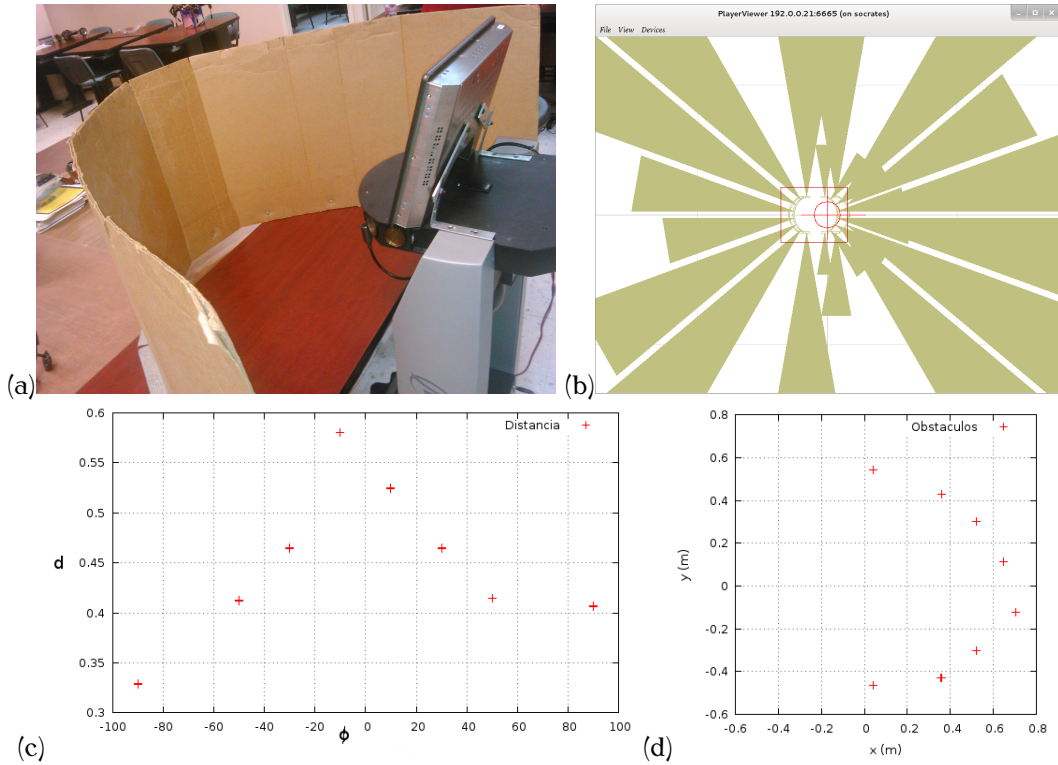 PlayerViewer 192.0.0.21:6665 (on socrates)
File View Devices
(a)
(b)
Distancia
0.6
0.55
0.5
0.45
0.4
0.35
0.3
d
-100 -80 -60 -40 -20 0 20 40 60 80 100
ϕ
(c)
Obstaculos
0.8
0.6
0.4
0.2
0
-0.2
-0.4
-0.6
y (m)
-0.6 -0.4 -0.2 0 0.2 0.4 0.6 0.8
x (m)
(d)